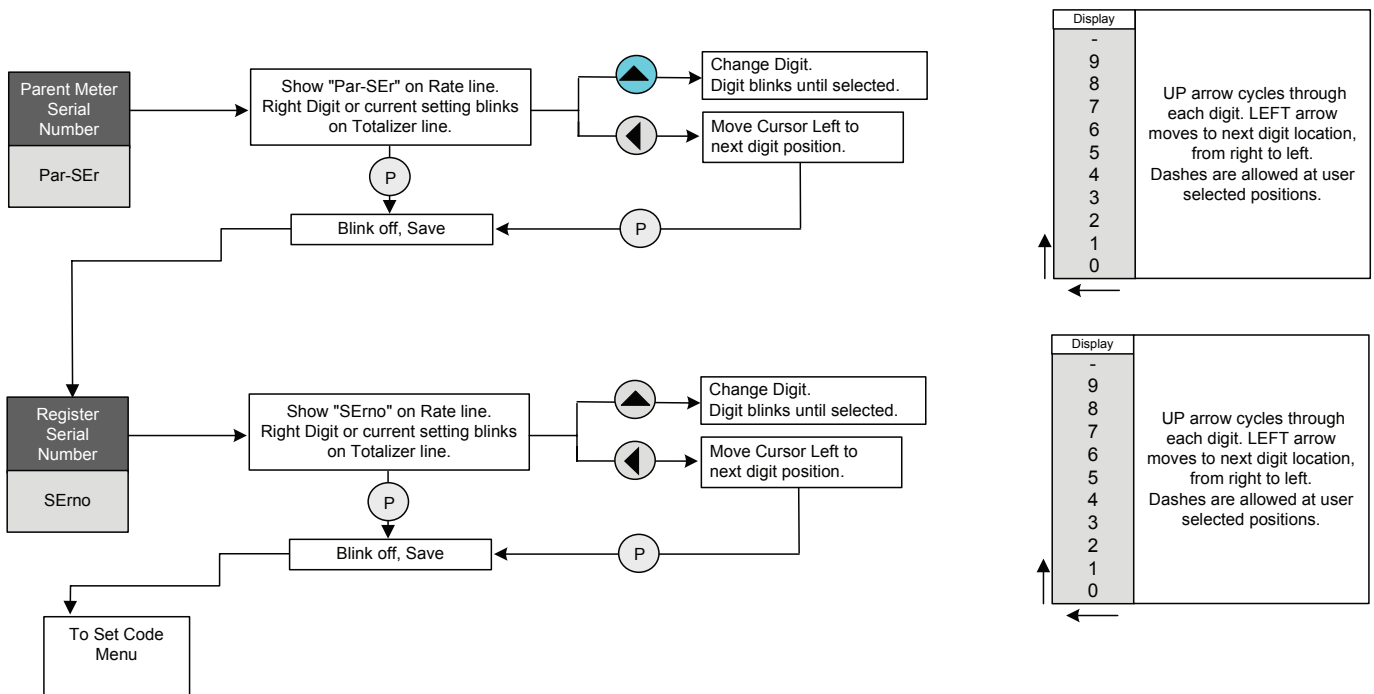 Parent Meter
Serial
Number
Par-SEr
Show "Par-SEr" on Rate line.
Right Digit or current setting blinks
on Totalizer line.
Change Digit.
Digit blinks until selected.
Move Cursor Left to
next digit position.
P
Blink off, Save
P
Display
-
9
8
7
6
5
4
3
2
1
0
UP arrow cycles through
each digit. LEFT arrow
moves to next digit location,
from right to left.
Dashes are allowed at user
selected positions.
Register
Serial
Number
SErno
Show "SErno" on Rate line.
Right Digit or current setting blinks
on Totalizer line.
Change Digit.
Digit blinks until selected.
Move Cursor Left to
next digit position.
P
Blink off, Save
P
Display
-
9
8
7
6
5
4
3
2
1
0
UP arrow cycles through
each digit. LEFT arrow
moves to next digit location,
from right to left.
Dashes are allowed at user
selected positions.
To Set Code
Menu